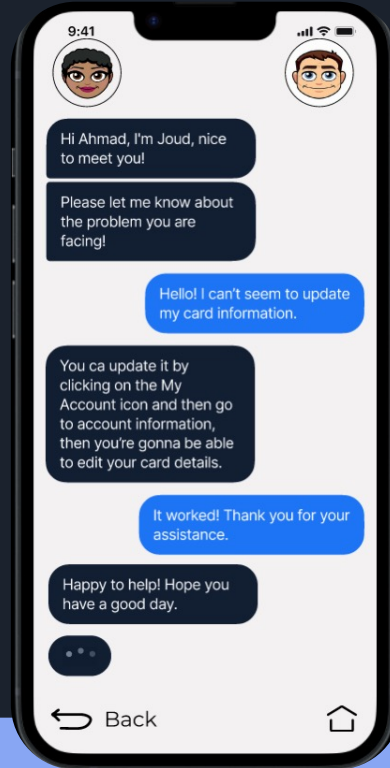 9:41
Hi Ahmad, I'm Joud, nice
to meet you!
Please let me know about
the problem you are
facing!
Hello! I can't seem to update
my card information.
You ca update it by
clicking on the My
Account icon and then go
to account information,
then you're gonna be able
to edit your card details.
It worked! Thank you for your
assistance.
Happy to help! Hope you
have a good day.
Back